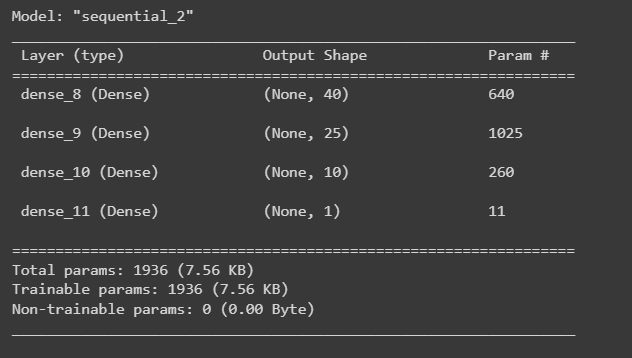 Model: "sequential_2"
_________________________________________________________________
Layer (type) Output Shape Param #
=================================================================
dense_8 (Dense) (None, 40) 640
dense_9 (Dense) (None, 25) 1025
dense_10 (Dense) (None, 10) 260
dense_11 (Dense) (None, 1) 11
=================================================================
Total params: 1936 (7.56 KB)
Trainable params: 1936 (7.56 KB)
Non-trainable params: 0 (0.00 Byte)
_________________________________________________________________